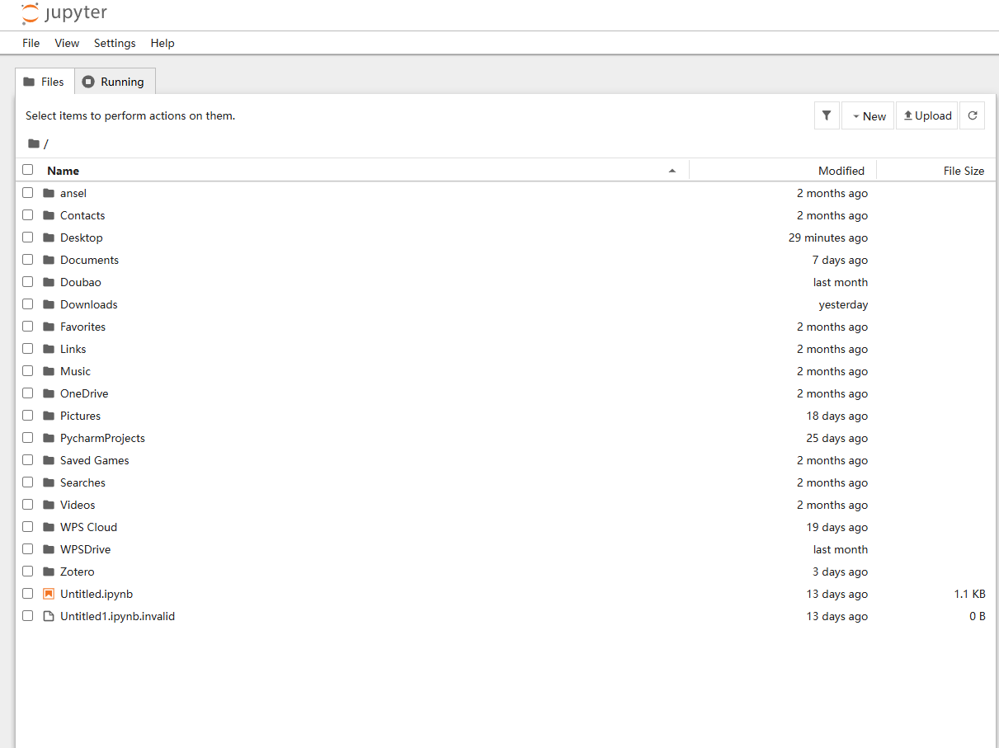 jupyter
File View Settings Help
Files Running
Select items to perform actions on them.
New Upload
/
Name Modified File Size
ansel 2 months ago
Contacts 2 months ago
Desktop 29 minutes ago
Documents 7 days ago
Doubao last month
Downloads yesterday
Favorites 2 months ago
Links 2 months ago
Music 2 months ago
OneDrive 2 months ago
Pictures 18 days ago
PycharmProjects 25 days ago
Saved Games 2 months ago
Searches 2 months ago
Videos 2 months ago
WPS Cloud 19 days ago
WPSDrive last month
Zotero 3 days ago
Untitled.ipynb 13 days ago 1.1 KB
Untitled1.ipynb.invalid 13 days ago 0 B